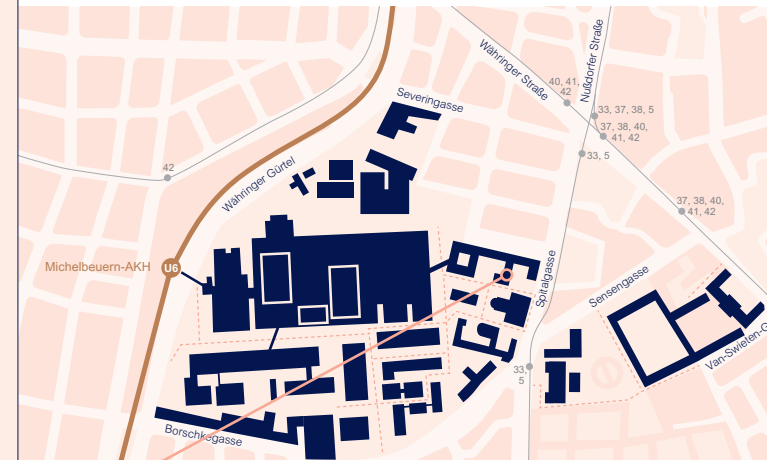 Währinger Straße
Nußdorfer Straße
40, 41,
42
Severingasse
33, 37, 38, 5
37, 38, 40,
41, 42
33, 5
42
Währinger Gürtel
37, 38, 40,
41, 42
Michelbeuern-AKH
U6
Spitalgasse
Sensengasse
Van-Swieten-G
33,
5
Borschkegasse